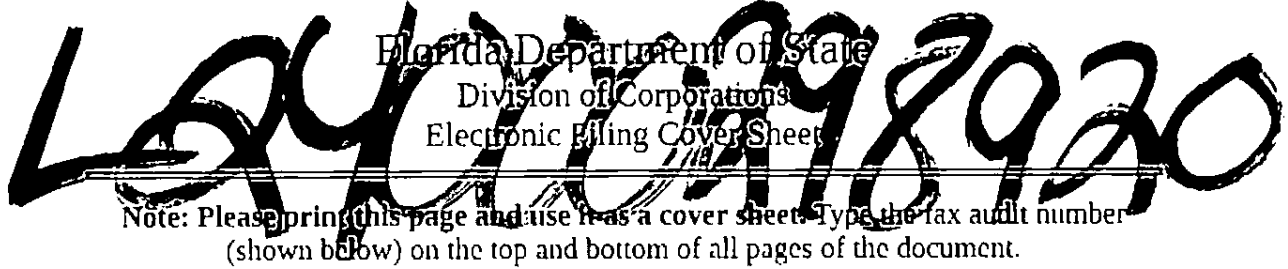 L24000298920
Florida Department of State
Division of Corporations
Electronic Filing Cover Sheet
Note: Please print this page and use it as a cover sheet. Type the fax audit number
(shown below) on the top and bottom of all pages of the document.